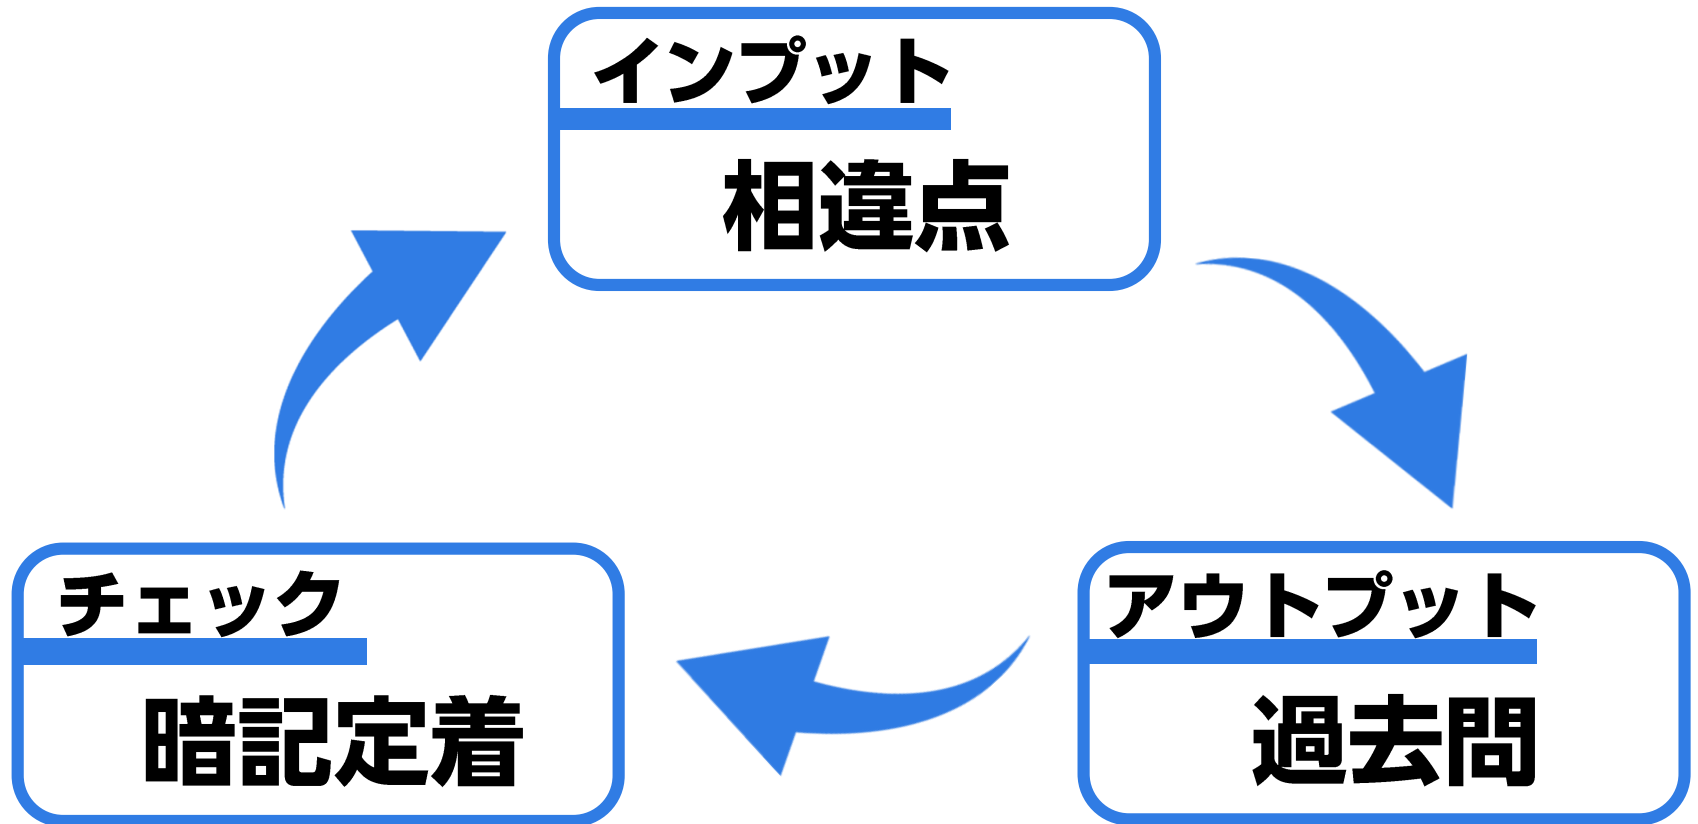 インプット
相違点
チェック
暗記定着
アウトプット
過去問